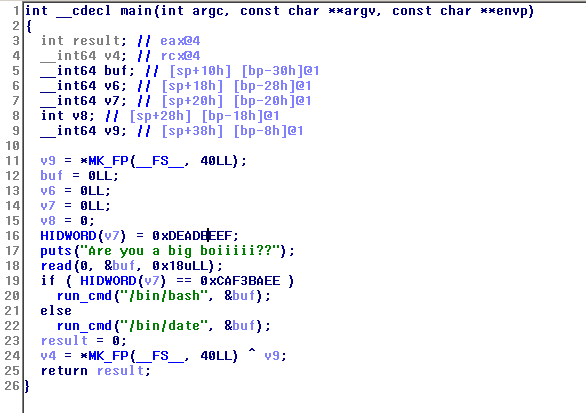 1 int __cdecl main(int argc, const char **argv, const char **envp)
2 {
3 int result; // eax@4
4 __int64 v4; // rcx@4
5 __int64 buf; // [sp+10h] [bp-30h]@1
6 __int64 v6; // [sp+18h] [bp-28h]@1
7 __int64 v7; // [sp+20h] [bp-20h]@1
8 int v8; // [sp+28h] [bp-18h]@1
9 __int64 v9; // [sp+38h] [bp-8h]@1
10
11 v9 = *MK_FP(__FS__, 40LL);
12 buf = 0LL;
13 v6 = 0LL;
14 v7 = 0LL;
15 v8 = 0;
16 HIDWORD(v7) = 0xDEADBEEF;
17 puts("Are you a big boiiiii??");
18 read(0, &buf, 0x18uLL);
19 if ( HIDWORD(v7) == 0xCAF3BAEE )
20 run_cmd("/bin/bash", &buf);
21 else
22 run_cmd("/bin/date", &buf);
23 result = 0;
24 v4 = *MK_FP(__FS__, 40LL) ^ v9;
25 return result;
26 }